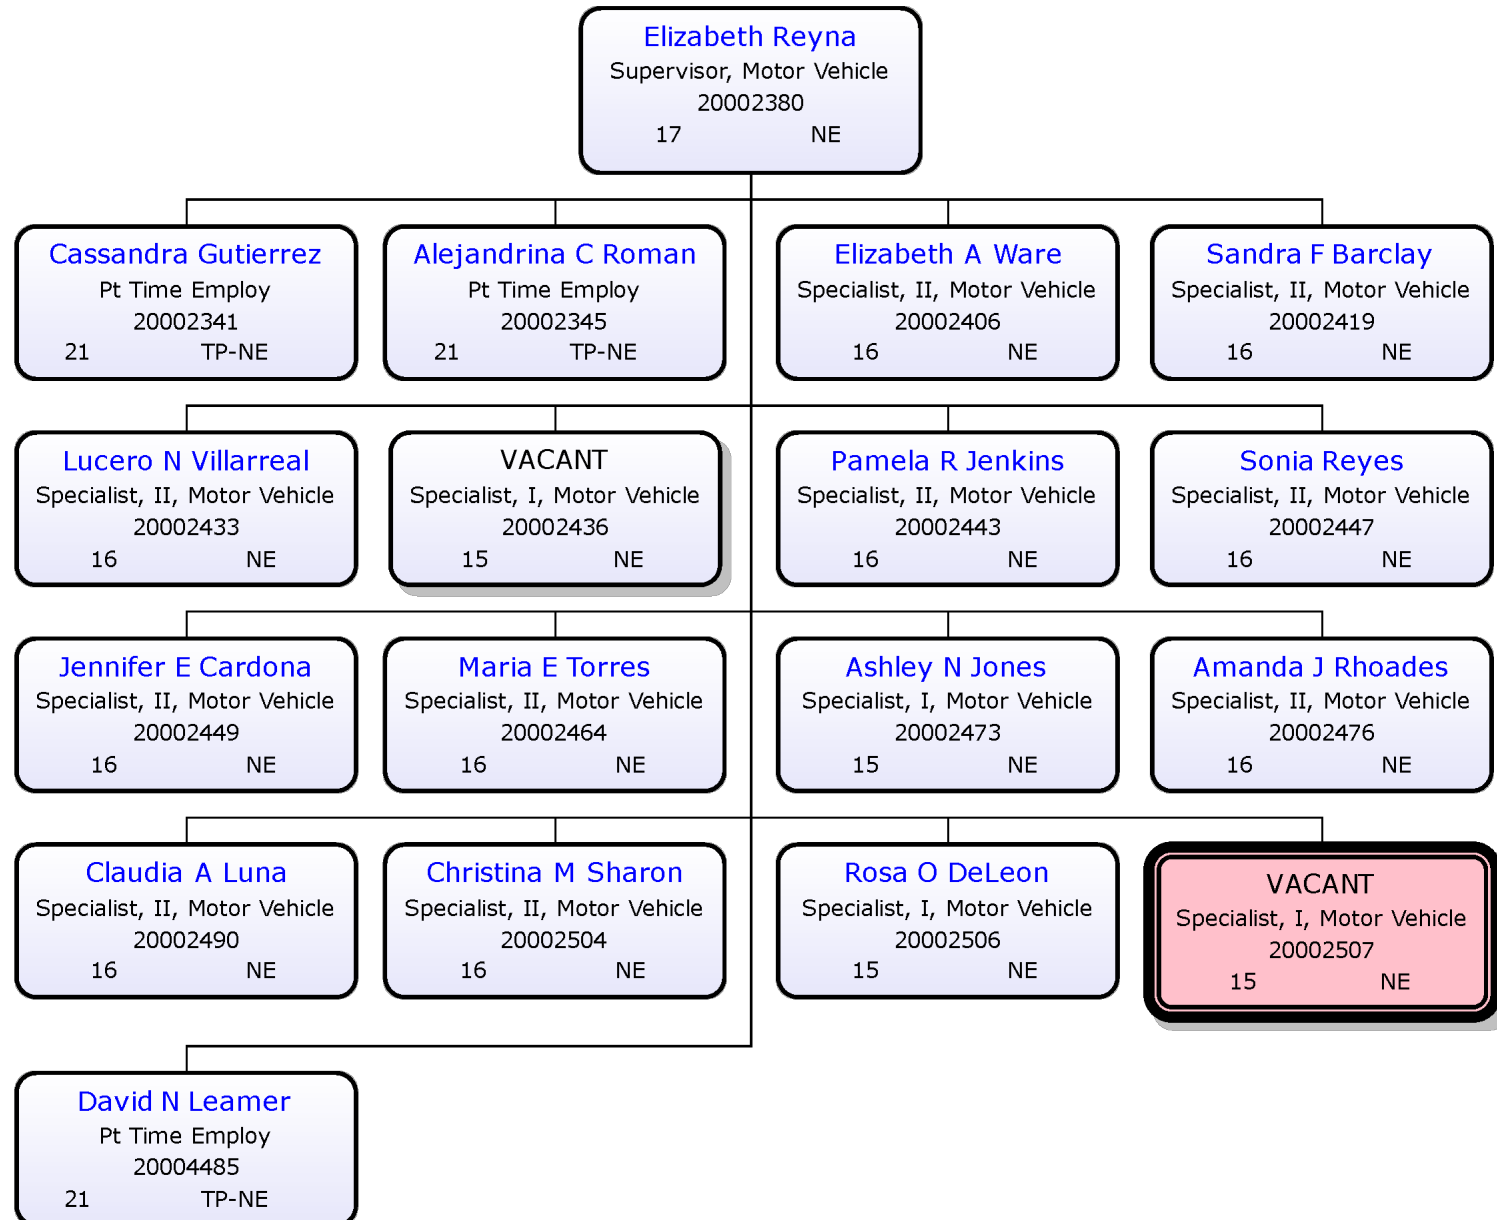 Elizabeth Reyna
Supervisor, Motor Vehicle
20002380
17 NE
Cassandra Gutierrez
Pt Time Employ
20002341
21 TP-NE
Alejandrina C Roman
Pt Time Employ
20002345
21 TP-NE
Elizabeth A Ware
Specialist, II, Motor Vehicle
20002406
16 NE
Sandra F Barclay
Specialist, II, Motor Vehicle
20002419
16 NE
Lucero N Villarreal
Specialist, II, Motor Vehicle
20002433
16 NE
VACANT
Specialist, I, Motor Vehicle
20002436
15 NE
Pamela R Jenkins
Specialist, II, Motor Vehicle
20002443
16 NE
Sonia Reyes
Specialist, II, Motor Vehicle
20002447
16 NE
Jennifer E Cardona
Specialist, II, Motor Vehicle
20002449
16 NE
Maria E Torres
Specialist, II, Motor Vehicle
20002464
16 NE
Ashley N Jones
Specialist, I, Motor Vehicle
20002473
15 NE
Amanda J Rhoades
Specialist, II, Motor Vehicle
20002476
16 NE
Claudia A Luna
Specialist, II, Motor Vehicle
20002490
16 NE
Christina M Sharon
Specialist, II, Motor Vehicle
20002504
16 NE
Rosa O DeLeon
Specialist, I, Motor Vehicle
20002506
15 NE
VACANT
Specialist, I, Motor Vehicle
20002507
15 NE
David N Leamer
Pt Time Employ
20004485
21 TP-NE